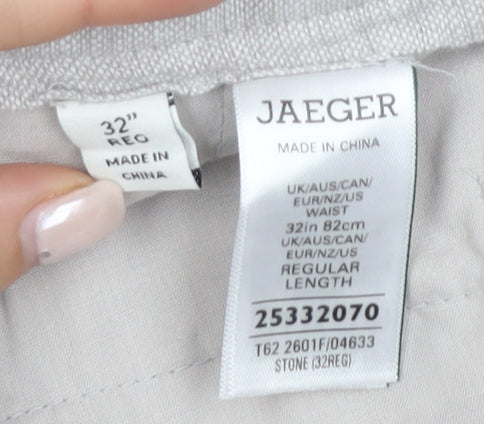 32"
REG
MADE IN
CHINA
JAEGER
MADE IN CHINA
UK/AUS/CAN/
EUR/NZ/US
WAIST
32in 82cm
UK/AUS/CAN/
EUR/NZ/US
REGULAR
LENGTH
25332070
T62 2601F/04633
STONE (32REG)